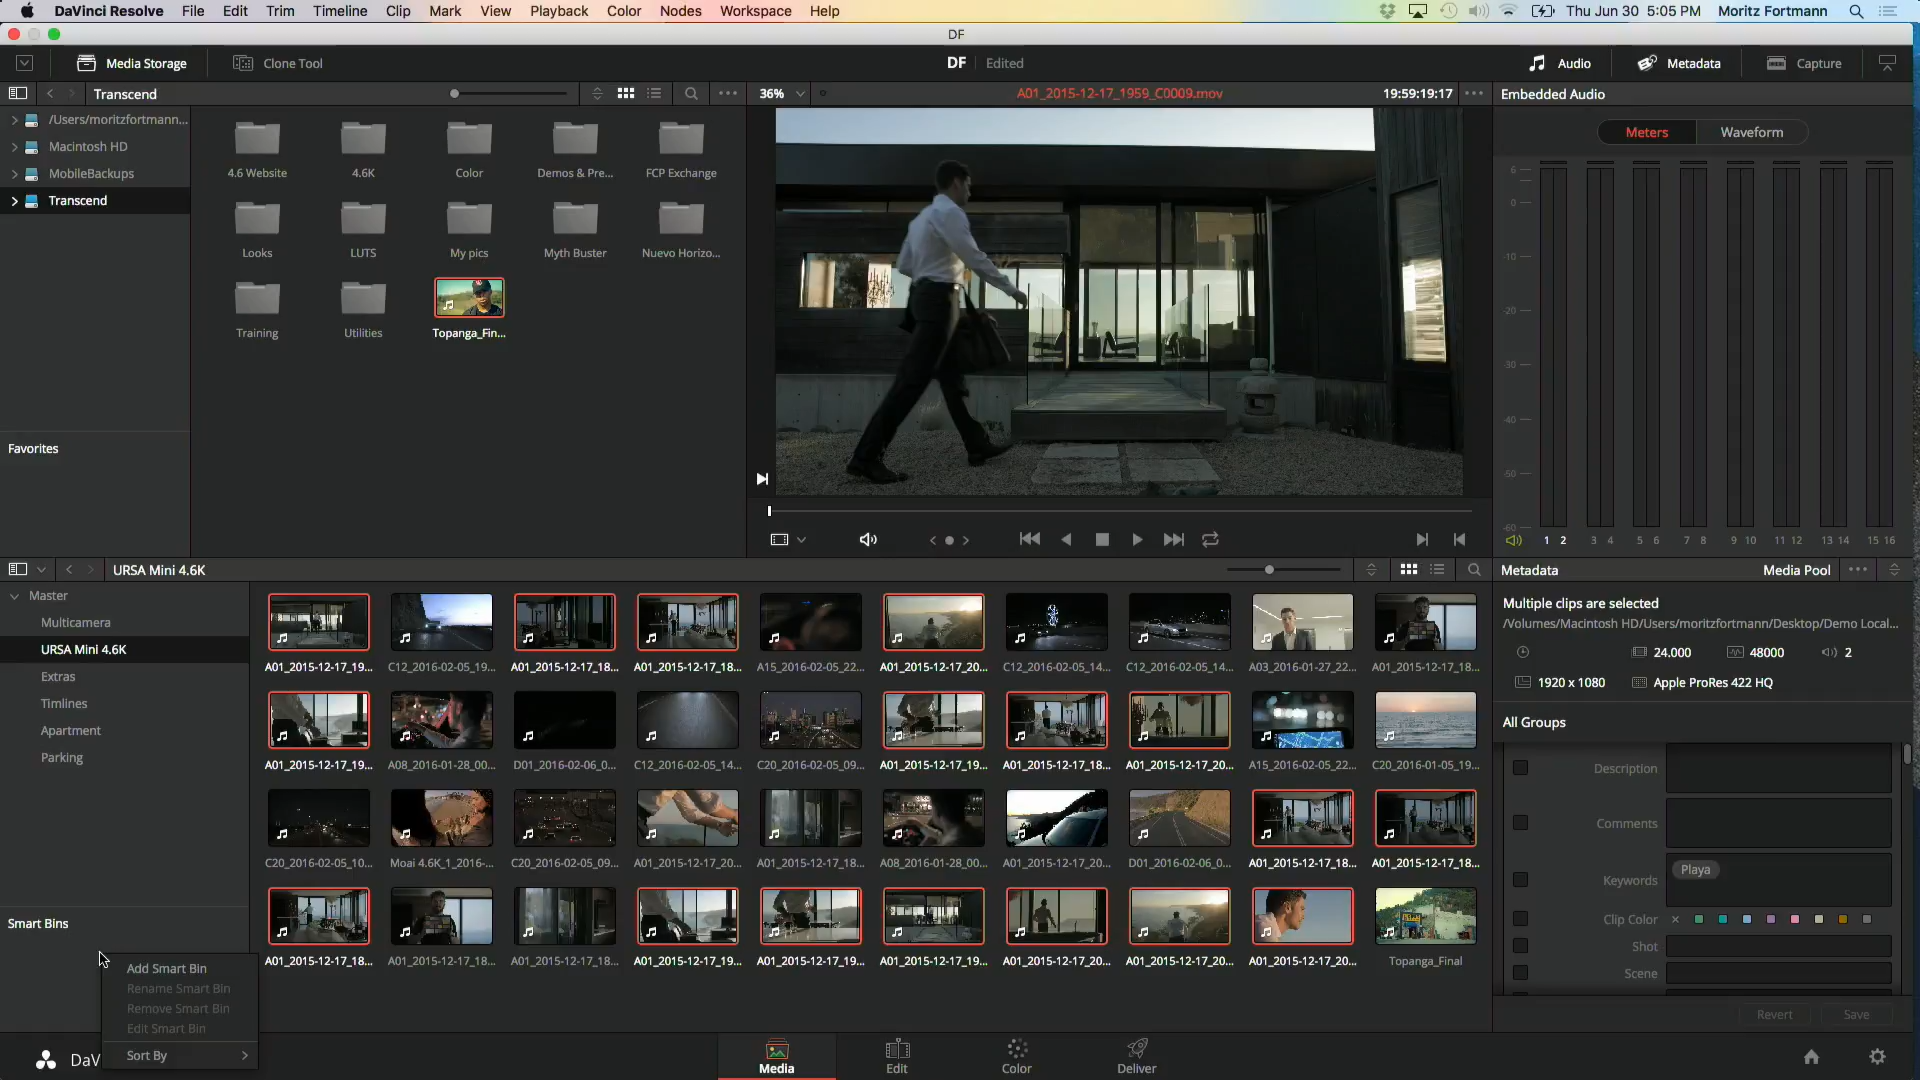 DaVinci Resolve File Edit Trim Timeline Clip Mark View Playback Color Nodes Workspace Help Thu Jun 30 5:05 PM Moritz Fortmann
DF
Media Storage Clone Tool DF Edited Audio Metadata Capture
Transcend 36% A01_2015-12-17_1959_C0009.mov 19:59:19:17 Embedded Audio
/Users/moritzfortmann...
Macintosh HD
MobileBackups
Transcend
4.6 Website 4.6K Color Demos & Pre... FCP Exchange
Looks LUTS My pics Myth Buster Nuevo Horizo...
Training Utilities Topanga_Fin...
Favorites
Meters Waveform
6
0
-10
-20
-30
-40
-50
-60
1 2 3 4 5 6 7 8 9 10 11 12 13 14 15 16
URSA Mini 4.6K
Master
Multicamera
URSA Mini 4.6K
Extras
Timlines
Apartment
Parking
A01_2015-12-17_19... C12_2016-02-05_19... A01_2015-12-17_18... A01_2015-12-17_18... A15_2016-02-05_22... A01_2015-12-17_20... C12_2016-02-05_14... C12_2016-02-05_14... A03_2016-01-27_22... A01_2015-12-17_18...
A01_2015-12-17_19... A08_2016-01-28_00... D01_2016-02-06_0... C12_2016-02-05_14... C20_2016-02-05_09... A01_2015-12-17_19... A01_2015-12-17_18... A01_2015-12-17_20... A15_2016-02-05_22... C20_2016-01-05_19...
C20_2016-02-05_10... Moai 4.6K_1_2016-... C20_2016-02-05_09... A01_2015-12-17_20... A01_2015-12-17_18... A08_2016-01-28_00... A01_2015-12-17_20... D01_2016-02-06_0... A01_2015-12-17_18... A01_2015-12-17_18...
A01_2015-12-17_18... A01_2015-12-17_18... A01_2015-12-17_18... A01_2015-12-17_19... A01_2015-12-17_19... A01_2015-12-17_19... A01_2015-12-17_20... A01_2015-12-17_20... A01_2015-12-17_20... Topanga_Final
Smart Bins
Add Smart Bin
Rename Smart Bin
Remove Smart Bin
Edit Smart Bin
Sort By
Metadata Media Pool
Multiple clips are selected
/Volumes/Macintosh HD/Users/moritzfortmann/Desktop/Demo Local...
24.000 48000 2
1920 x 1080 Apple ProRes 422 HQ
All Groups
Description
Comments
Keywords Playa
Clip Color
Shot
Scene
Revert Save
DaV
Media Edit Color Deliver